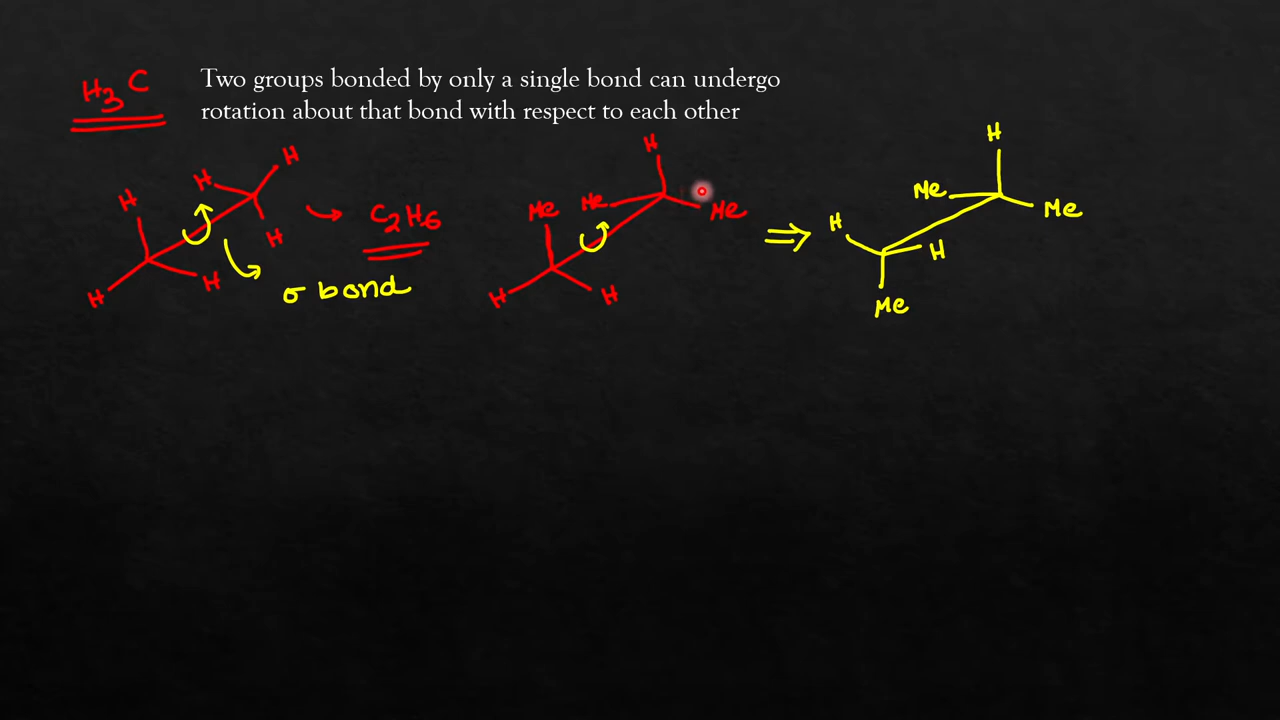 H3C
Two groups bonded by only a single bond can undergo
rotation about that bond with respect to each other
H
H
H
H
H
H
C2H6
σ bond
H
Me
Me
Me
H
H
H
Me
Me
H
H
Me